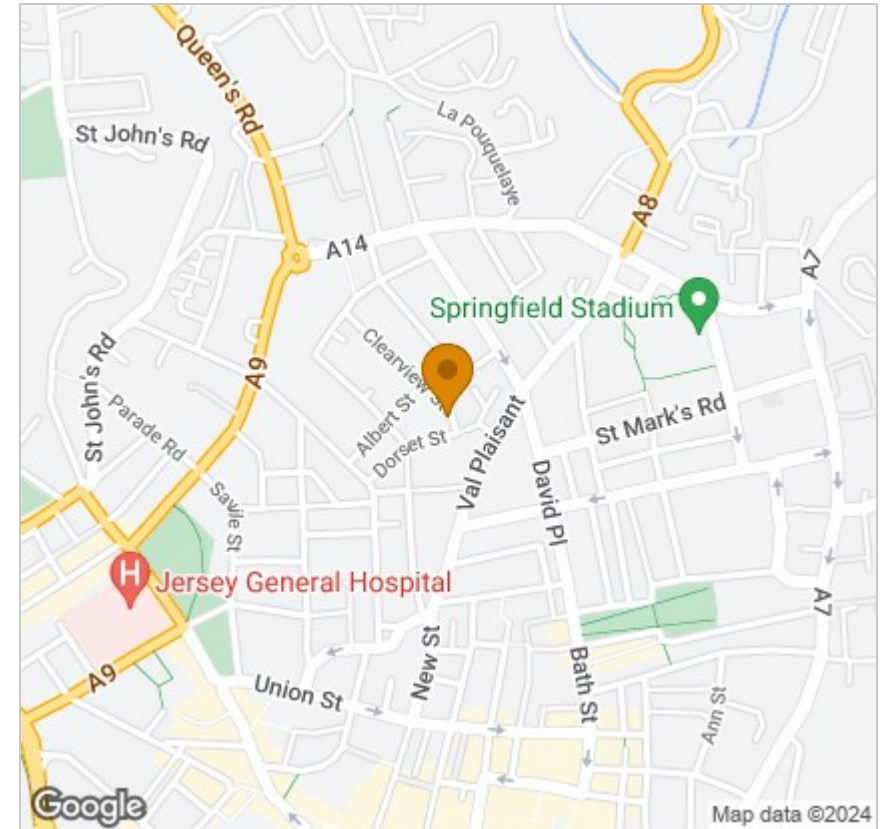 Queen's Rd
La Pouquelaye
St John's Rd
A8
A14
A7
Springfield Stadium
Clearview St
A9
St John's Rd
Albert St
Parade Rd
Dorset St
St Mark's Rd
Val Plaisant
David Pl
Savile St
H
Jersey General Hospital
A7
New St
Bath St
A9
Union St
Ann St
Google
Map data ©2024